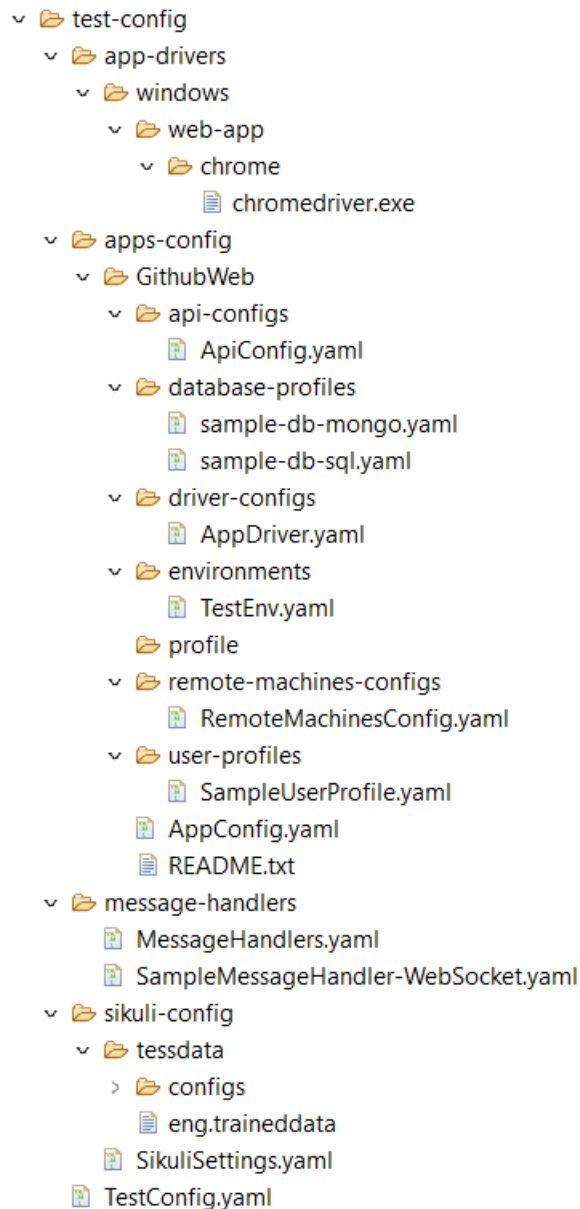 test-config
app-drivers
windows
web-app
chrome
chromedriver.exe
apps-config
GithubWeb
api-configs
ApiConfig.yaml
database-profiles
sample-db-mongo.yaml
sample-db-sql.yaml
driver-configs
AppDriver.yaml
environments
TestEnv.yaml
profile
remote-machines-configs
RemoteMachinesConfig.yaml
user-profiles
SampleUserProfile.yaml
AppConfig.yaml
README.txt
message-handlers
MessageHandlers.yaml
SampleMessageHandler-WebSocket.yaml
sikuli-config
tessdata
configs
eng.traineddata
SikuliSettings.yaml
TestConfig.yaml